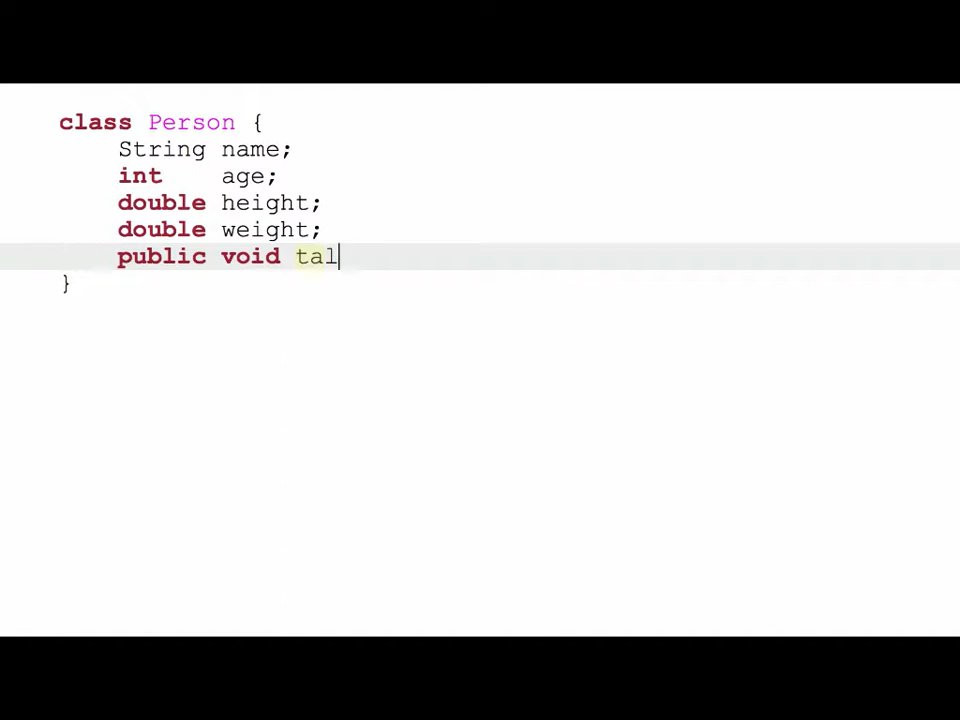 class Person {
    String name;
    int    age;
    double height;
    double weight;
    public void tal
}